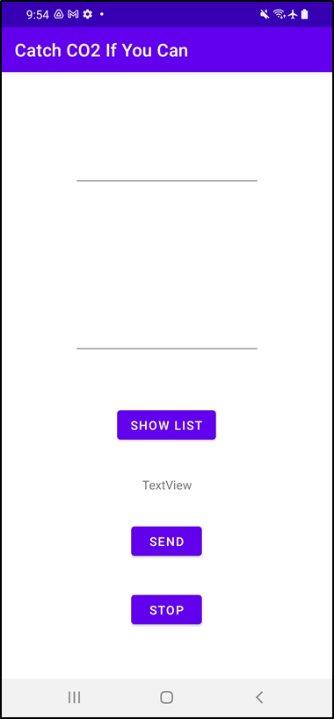 9:54
Catch CO2 If You Can
SHOW LIST
TextView
SEND
STOP